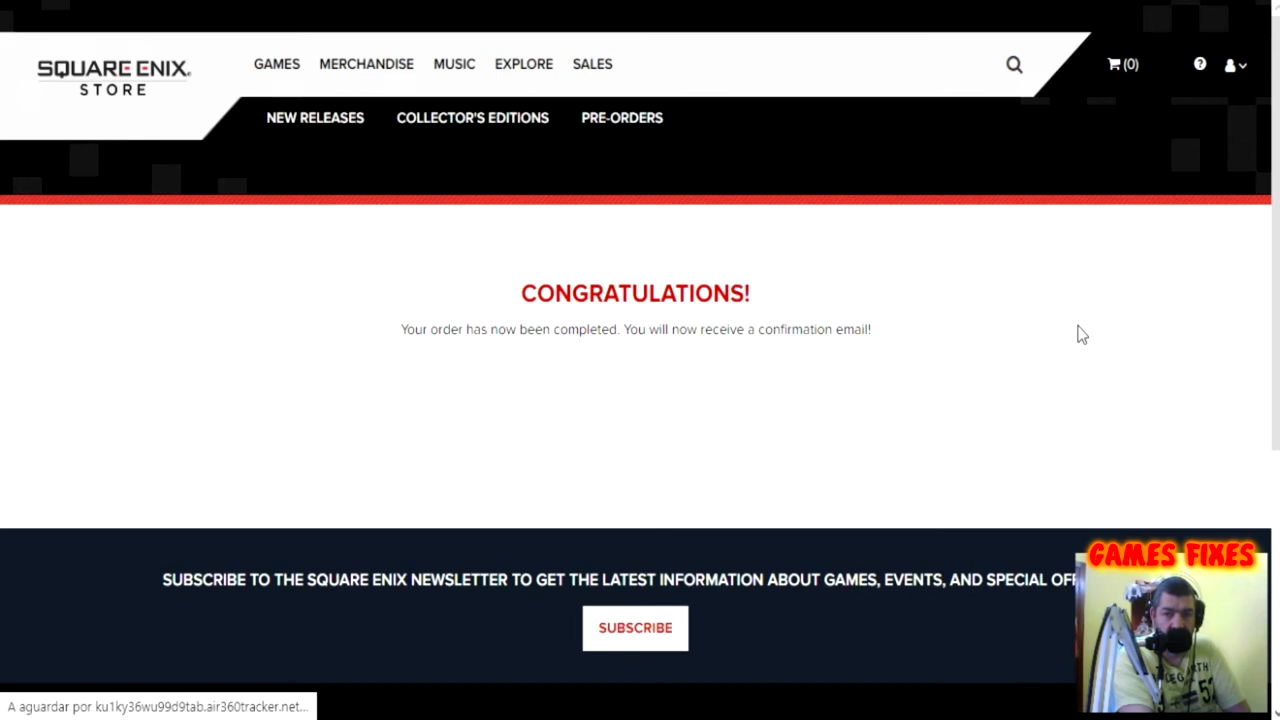 SQUARE ENIX.
STORE
GAMES MERCHANDISE MUSIC EXPLORE SALES
(0)
NEW RELEASES COLLECTOR'S EDITIONS PRE-ORDERS
CONGRATULATIONS!
Your order has now been completed. You will now receive a confirmation email!
SUBSCRIBE TO THE SQUARE ENIX NEWSLETTER TO GET THE LATEST INFORMATION ABOUT GAMES, EVENTS, AND SPECIAL
SUBSCRIBE
GAMES FIXES
A aguardar por ku1ky36wu99d9tab.air360tracker.net...